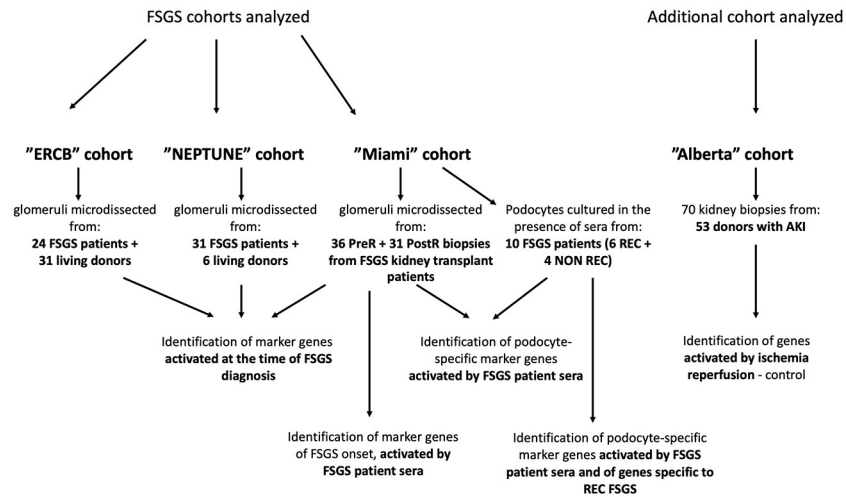 FSGS cohorts analyzed
Additional cohort analyzed
”ERCB” cohort
”NEPTUNE” cohort
”Miami” cohort
”Alberta” cohort
glomeruli microdissected
from:
24 FSGS patients +
31 living donors
glomeruli microdissected
from:
31 FSGS patients +
6 living donors
glomeruli microdissected
from:
36 PreR + 31 PostR biopsies
from FSGS kidney transplant
patients
Podocytes cultured in the
presence of sera from:
10 FSGS patients (6 REC +
4 NON REC)
70 kidney biopsies from:
53 donors with AKI
Identification of marker genes
activated at the time of FSGS
diagnosis
Identification of podocyte-
specific marker genes
activated by FSGS patient sera
Identification of genes
activated by ischemia
reperfusion - control
Identification of marker genes
of FSGS onset, activated by
FSGS patient sera
Identification of podocyte-specific
marker genes activated by FSGS
patient sera and of genes specific to
REC FSGS